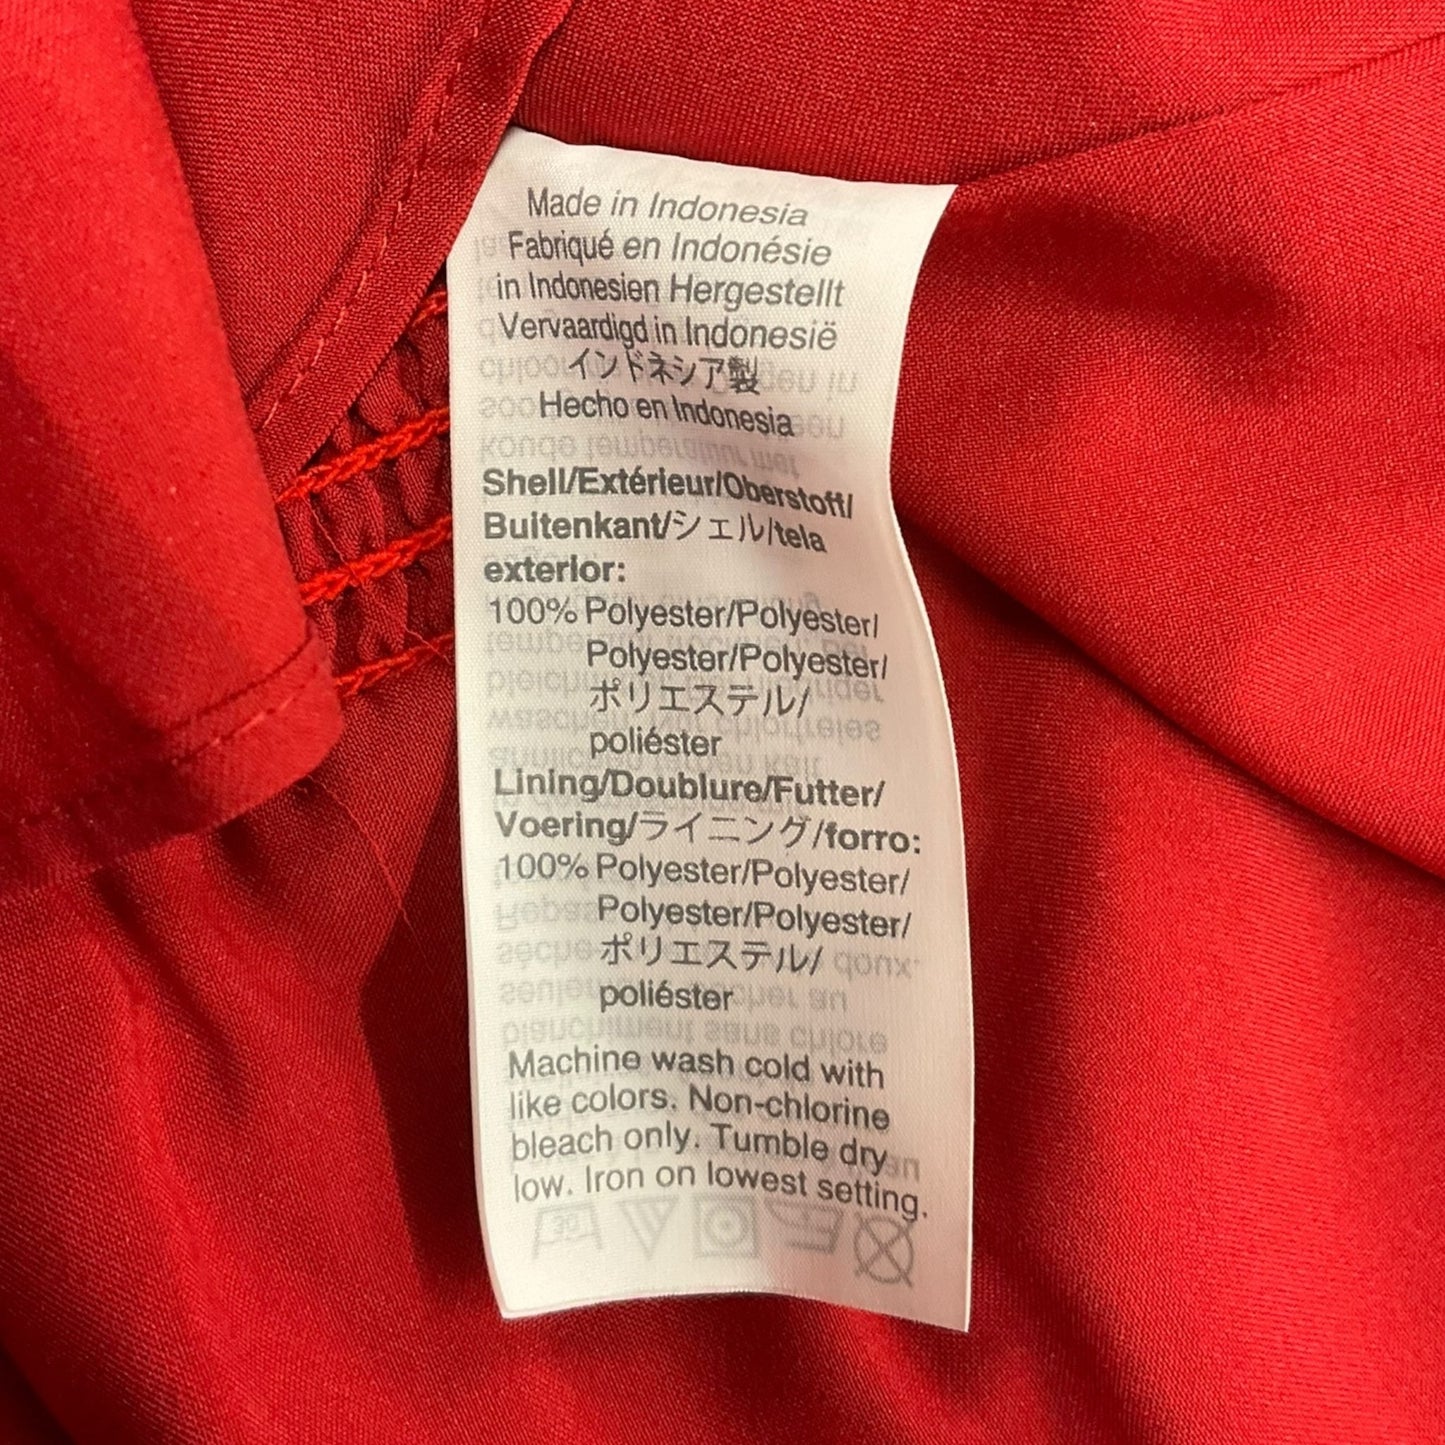 Made in Indonesia
Fabriqué en Indonésie
in Indonesien Hergestellt
Vervaardigd in Indonesië
インドネシア製
Hecho en Indonesia
Shell/Extérieur/Oberstoff/
Buitenkant/シェル/tela
exterior:
100% Polyester/Polyester/
Polyester/Polyester/
ポリエステル/
poliéster
Lining/Doublure/Futter/
Voering/ライニング/forro:
100% Polyester/Polyester/
Polyester/Polyester/
ポリエステル/
poliéster
Machine wash cold with
like colors. Non-chlorine
bleach only. Tumble dry
low. Iron on lowest setting.